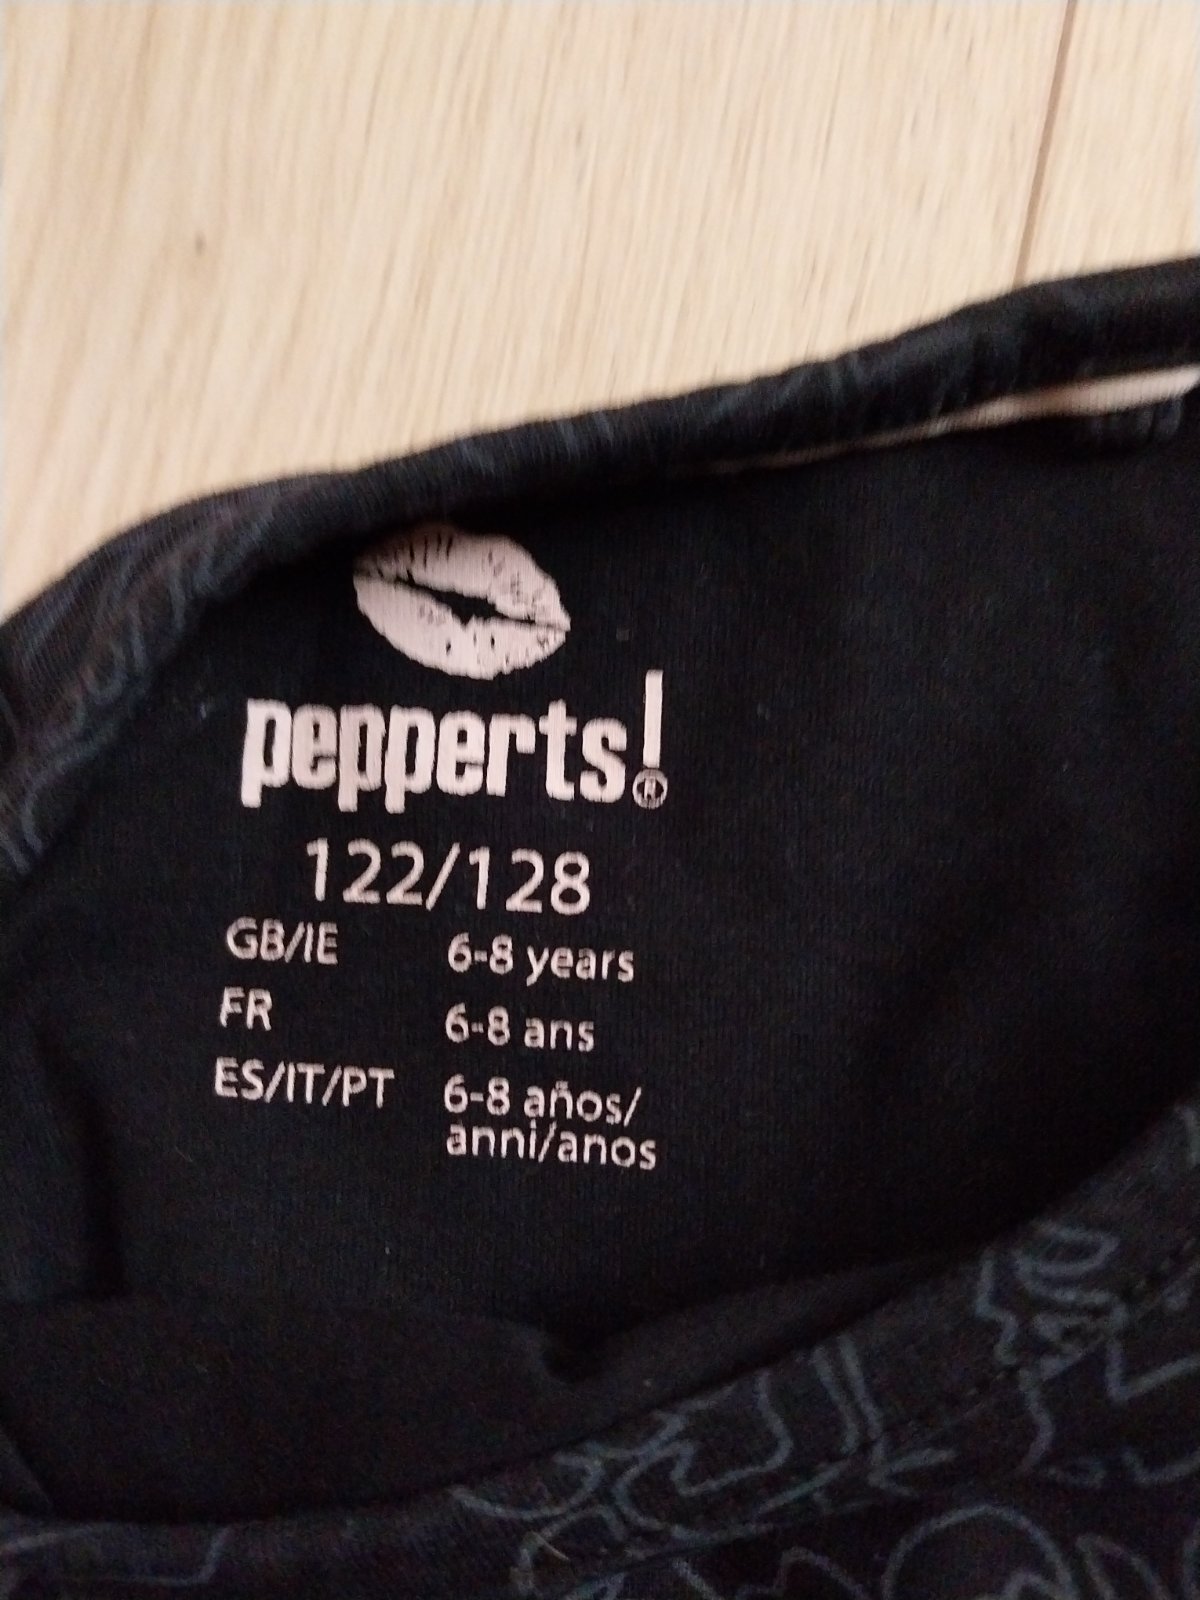 pepperts!®
122/128
GB/IE 6-8 years
FR 6-8 ans
ES/IT/PT 6-8 años/
anni/anos